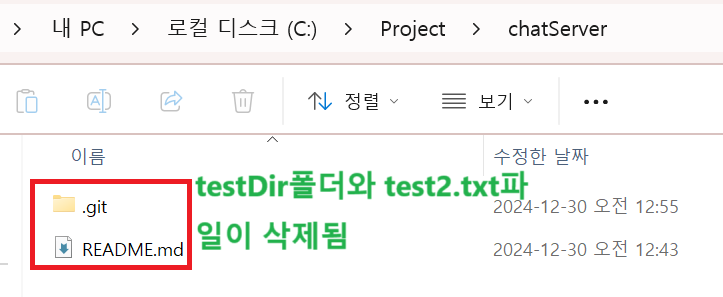 내 PC > 로컬 디스크 (C:) > Project > chatServer
정렬 보기
이름 수정한 날짜
.git 2024-12-30 오전 12:55
README.md 2024-12-30 오전 12:43
testDir폴더와 test2.txt파
일이 삭제됨